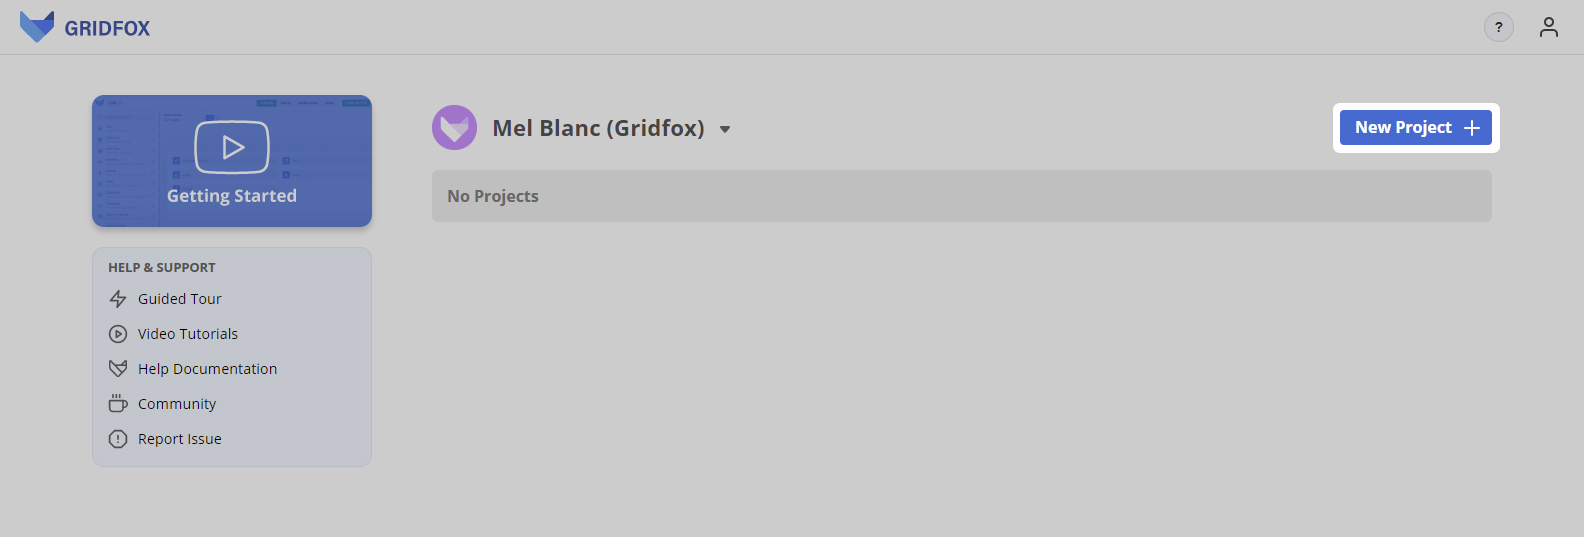 GRIDFOX
?
Getting Started
HELP & SUPPORT
Guided Tour
Video Tutorials
Help Documentation
Community
Report Issue
Mel Blanc (Gridfox)
New Project
No Projects